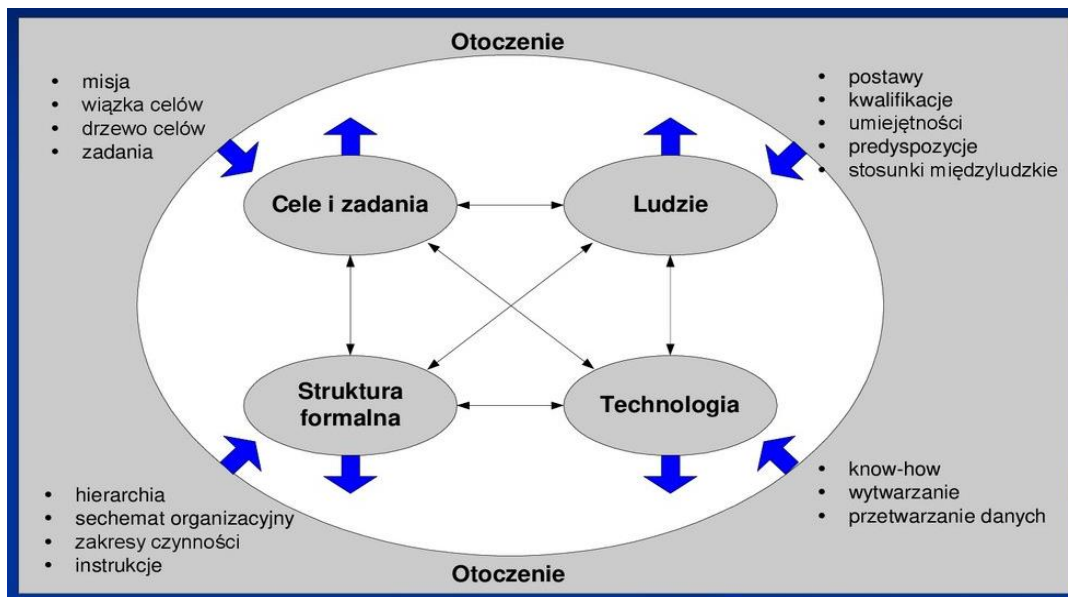 Otoczenie
• misja
• wiązka celów
• drzewo celów
• zadania
• postawy
• kwalifikacje
• umiejętności
• predyspozycje
• stosunki międzyludzkie
Cele i zadania
Ludzie
Struktura
formalna
Technologia
• hierarchia
• sechemat organizacyjny
• zakresy czynności
• instrukcje
• know-how
• wytwarzanie
• przetwarzanie danych
Otoczenie